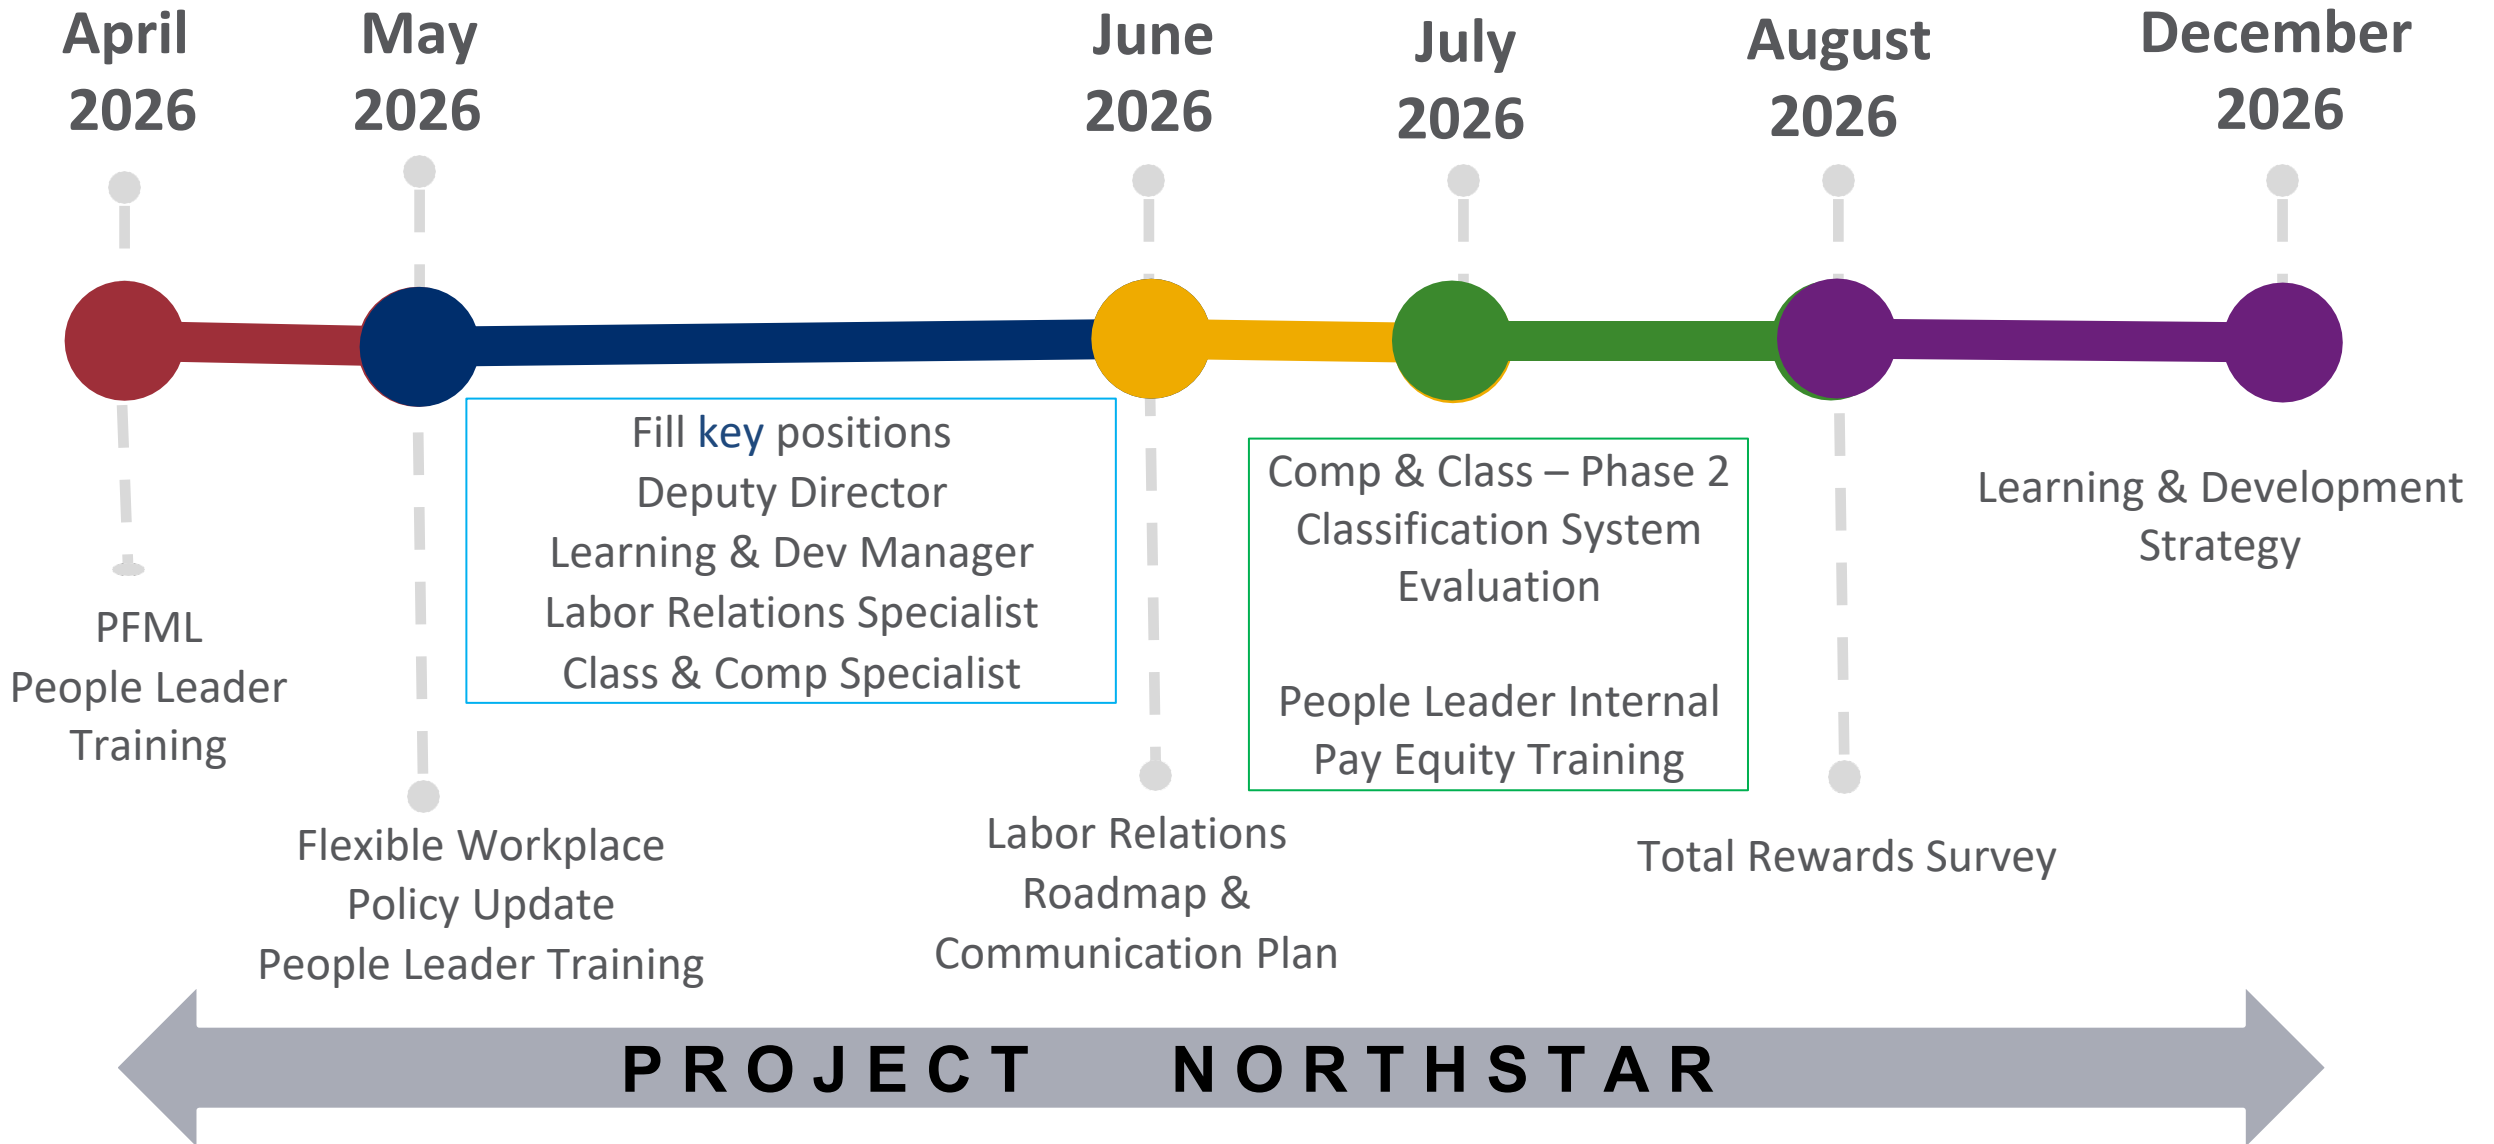 April
2026
May
2026
June
2026
July
2026
August
2026
December
2026
PFML
People Leader
Training
Flexible Workplace
Policy Update
People Leader Training
Fill key positions
Deputy Director
Learning & Dev Manager
Labor Relations Specialist
Class & Comp Specialist
Labor Relations
Roadmap &
Communication Plan
Comp & Class – Phase 2
Classification System
Evaluation
People Leader Internal
Pay Equity Training
Total Rewards Survey
Learning & Development
Strategy
PROJECT NORTHSTAR